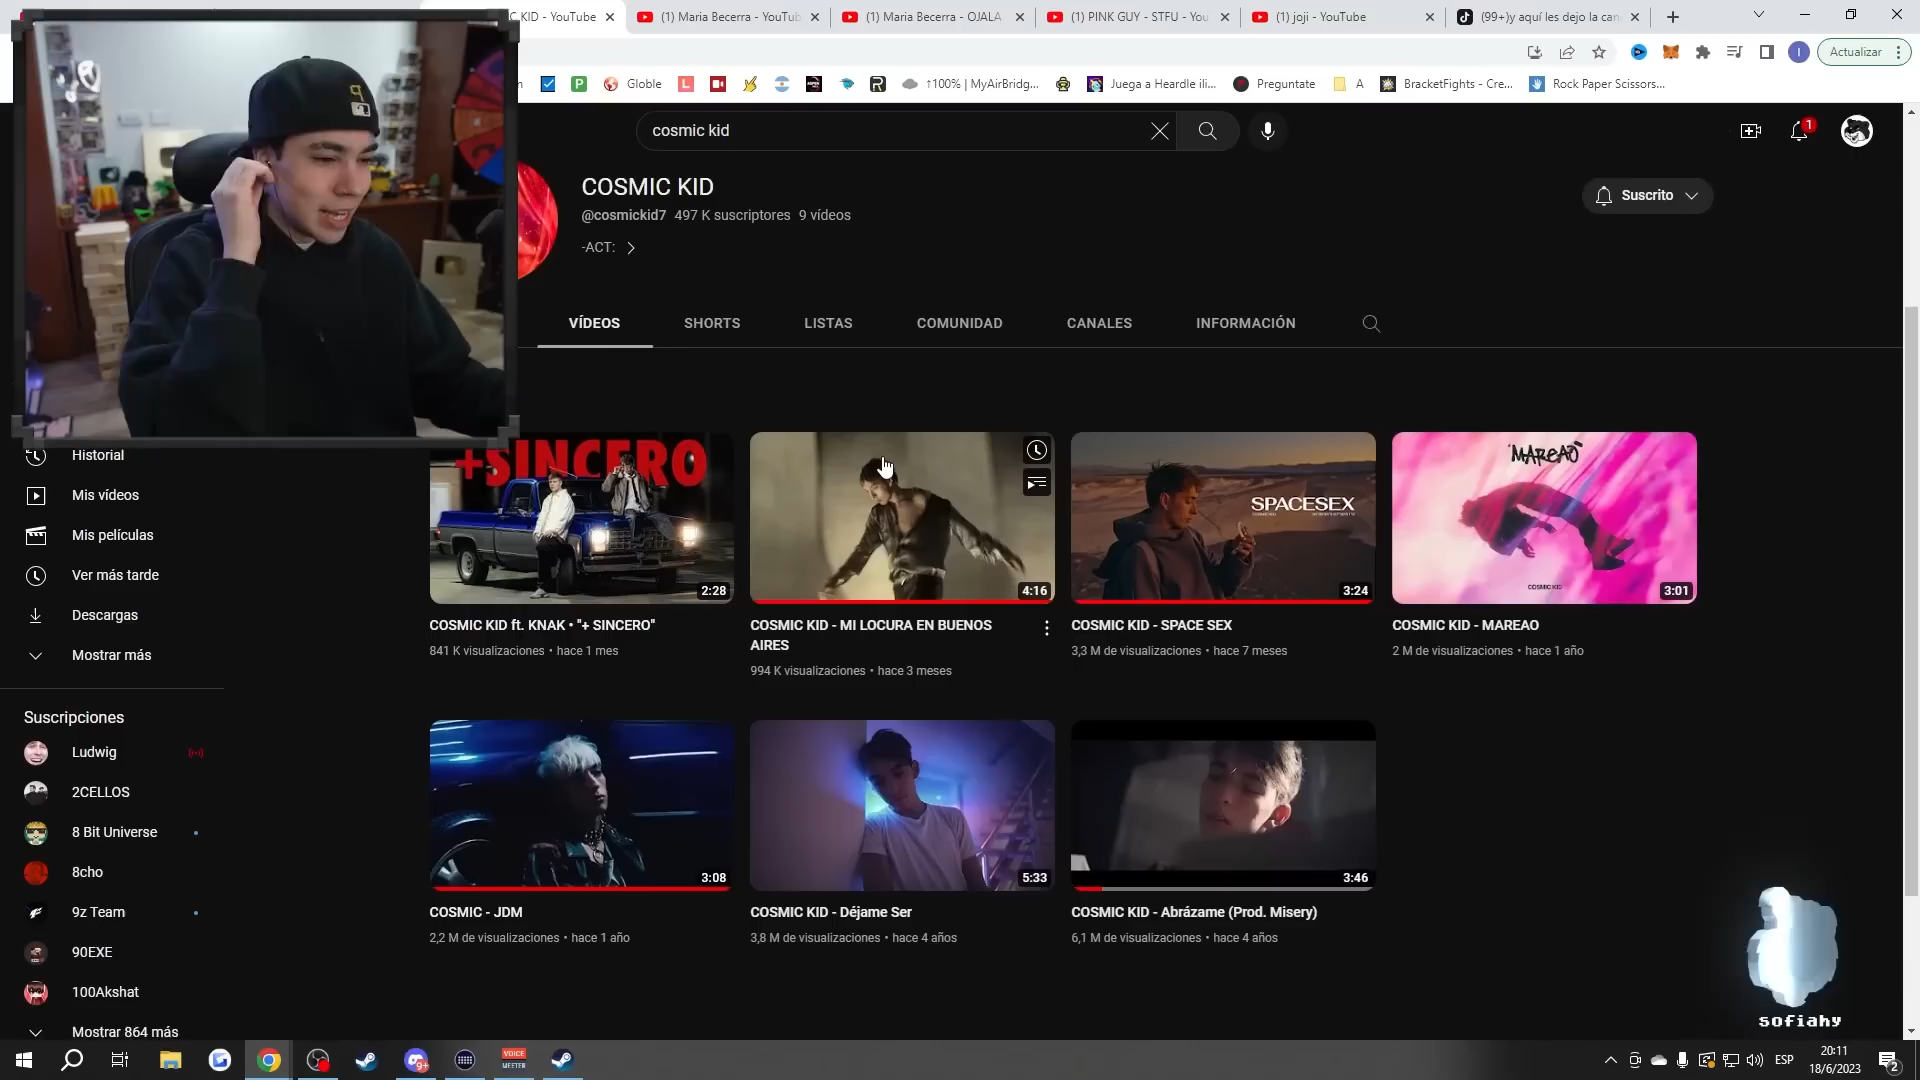 C KID - YouTube
(1) Maria Becerra - YouTub
(1) Maria Becerra - OJALA
(1) PINK GUY - STFU - You
(1) joji - YouTube
(99+)y aquí les dejo la can
Actualizar
Globle
↑100% | MyAirBridg...
Juega a Heardle ili...
Preguntate
A
BracketFights - Cre...
Rock Paper Scissors...
cosmic kid
1
COSMIC KID
@cosmickid7 497 K suscriptores 9 vídeos
-ACT:
Suscrito
VÍDEOS
SHORTS
LISTAS
COMUNIDAD
CANALES
INFORMACIÓN
Historial
Mis vídeos
Mis películas
Ver más tarde
Descargas
Mostrar más
Suscripciones
Ludwig
2CELLOS
8 Bit Universe
8cho
9z Team
90EXE
100Akshat
Mostrar 864 más
+SINCERO
2:28
COSMIC KID ft. KNAK • "+ SINCERO"
841 K visualizaciones • hace 1 mes
4:16
COSMIC KID - MI LOCURA EN BUENOS
AIRES
994 K visualizaciones • hace 3 meses
SPACESEX
3:24
COSMIC KID - SPACE SEX
3,3 M de visualizaciones • hace 7 meses
MAREAO
COSMIC KID
3:01
COSMIC KID - MAREAO
2 M de visualizaciones • hace 1 año
3:08
COSMIC - JDM
2,2 M de visualizaciones • hace 1 año
5:33
COSMIC KID - Déjame Ser
3,8 M de visualizaciones • hace 4 años
3:46
COSMIC KID - Abrázame (Prod. Misery)
6,1 M de visualizaciones • hace 4 años
sofiahy
9+
VOICE
MEETER
ESP
20:11
18/6/2023
2